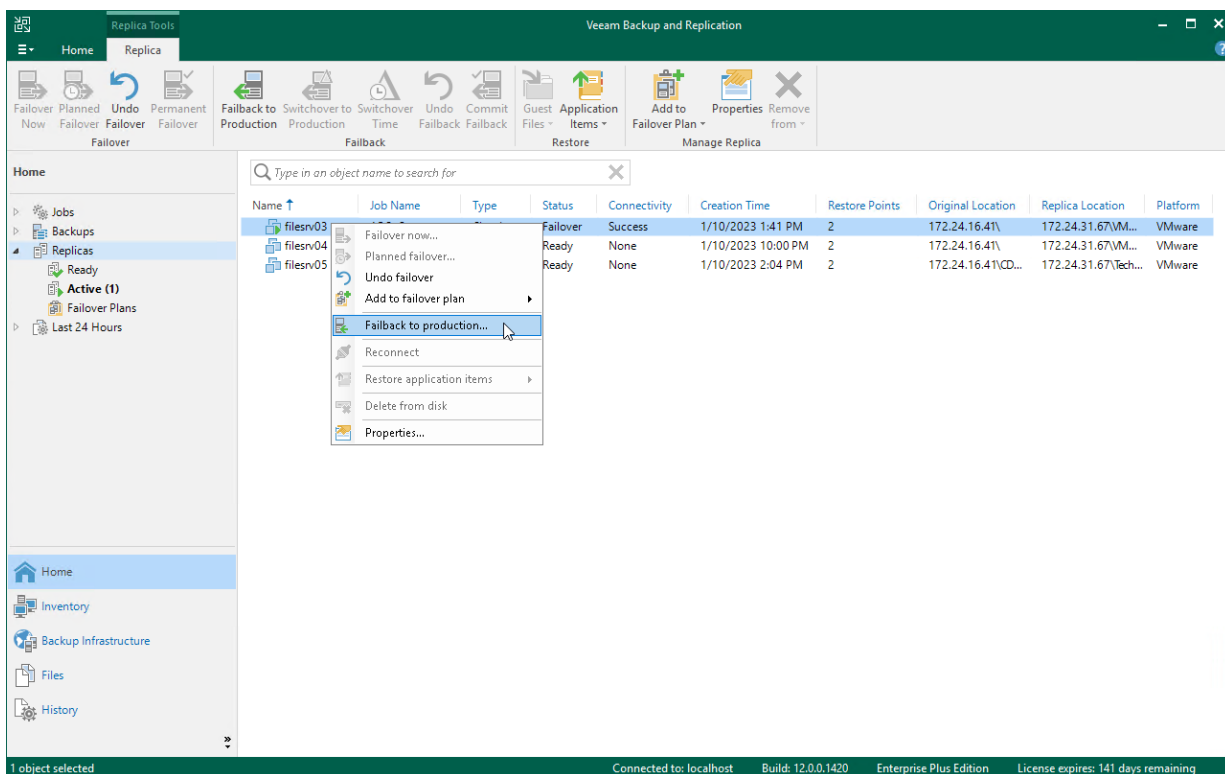 Replica Tools
Veeam Backup and Replication
Home Replica
Failover Now
Planned Failover
Undo Failover
Permanent Failover
Failback to Production
Switchover to Production
Switchover Time
Undo Failback
Commit Failback
Guest Files
Application Items
Add to Failover Plan
Properties
Remove from
Failover Failback Restore Manage Replica
Home
Type in an object name to search for
Jobs
Backups
Replicas
Ready
Active (1)
Failover Plans
Last 24 Hours
Name Job Name Type Status Connectivity Creation Time Restore Points Original Location Replica Location Platform
filesrv03 Failover Success 1/10/2023 1:41 PM 2 172.24.16.41\ 172.24.31.67\VM... VMware
filesrv04 Ready None 1/10/2023 10:00 PM 2 172.24.16.41\ 172.24.31.67\VM... VMware
filesrv05 Ready None 1/10/2023 2:04 PM 2 172.24.16.41\CD... 172.24.31.67\Tech... VMware
Failover now...
Planned failover...
Undo failover
Add to failover plan
Failback to production...
Reconnect
Restore application items
Delete from disk
Properties...
Home
Inventory
Backup Infrastructure
Files
History
1 object selected
Connected to: localhost Build: 12.0.0.1420 Enterprise Plus Edition License expires: 141 days remaining